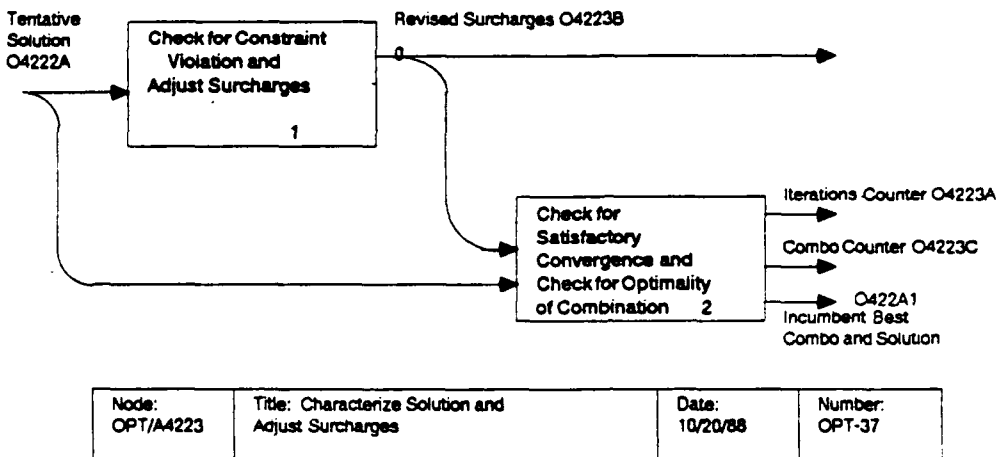 Tentative
Solution
O4222A
Check for Constraint
Violation and
Adjust Surcharges
1
Revised Surcharges O4223B
0
Check for
Satisfactory
Convergence and
Check for Optimality
of Combination 2
Iterations Counter O4223A
Combo Counter O4223C
O422A1
Incumbent Best
Combo and Solution
Node:
OPT/A4223
Title: Characterize Solution and
Adjust Surcharges
Date:
10/20/88
Number:
OPT-37